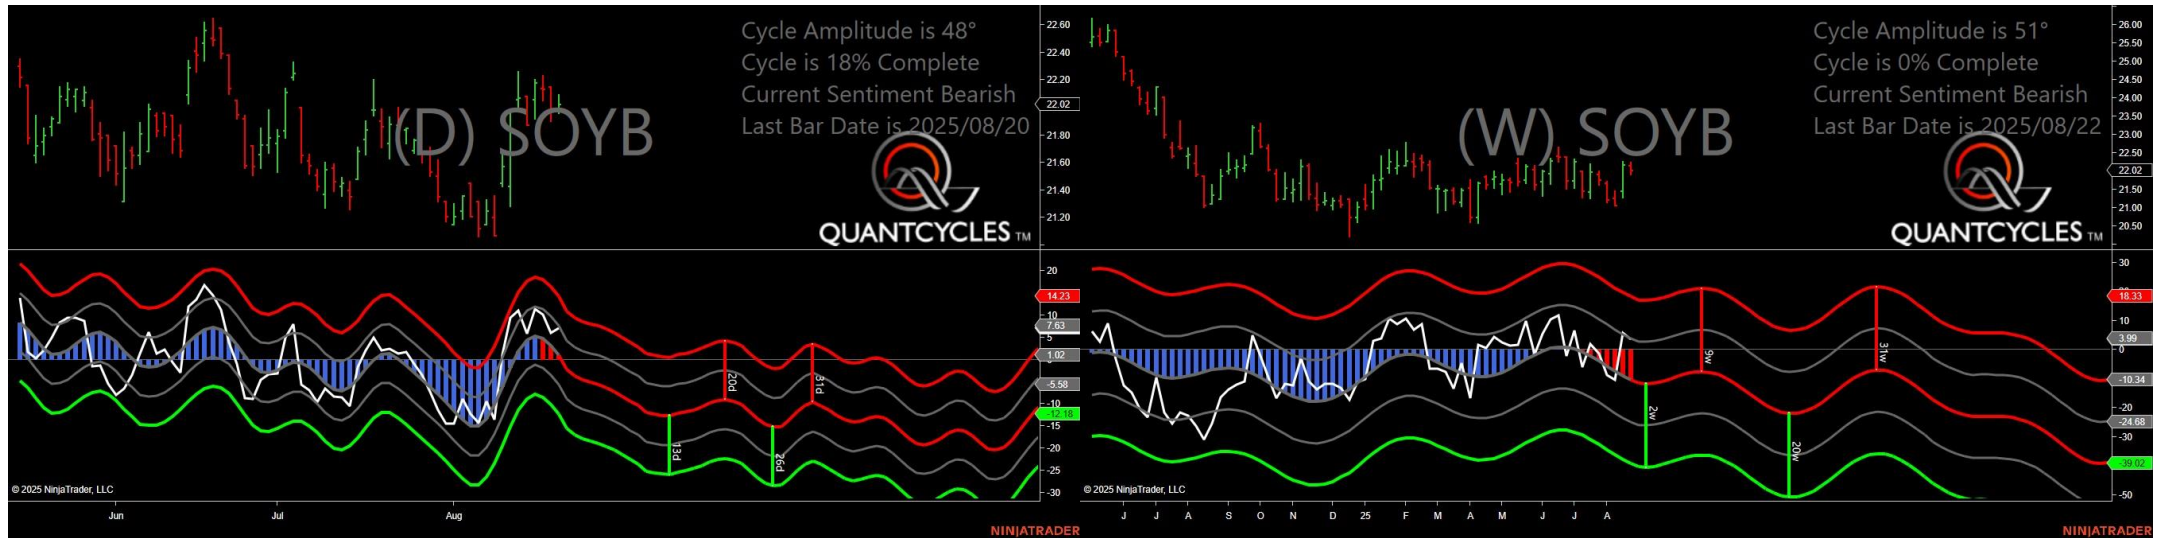 Cycle Amplitude is 48°
Cycle is 18% Complete
Current Sentiment Bearish
Last Bar Date is 2025/08/20
(D) SOYB
QUANTCYCLES TM
22.60
22.40
22.20
22.02
21.80
21.60
21.40
21.20
20
14.23
10
7.63
5
1.02
-5.58
-10
-12.18
-15
-20
-25
-30
13d
20d
26d
31d
© 2025 NinjaTrader, LLC
Jun
Jul
Aug
NINJATRADER
Cycle Amplitude is 51°
Cycle is 0% Complete
Current Sentiment Bearish
Last Bar Date is 2025/08/22
(W) SOYB
QUANTCYCLES TM
26.00
25.50
25.00
24.50
24.00
23.50
23.00
22.50
22.02
21.50
21.00
20.50
30
18.33
10
3.99
0
-10.34
-20
-24.68
-30
-39.02
-50
2w
9w
20w
31w
© 2025 NinjaTrader, LLC
J J A S O N D 25 F M A M J J A
NINJATRADER